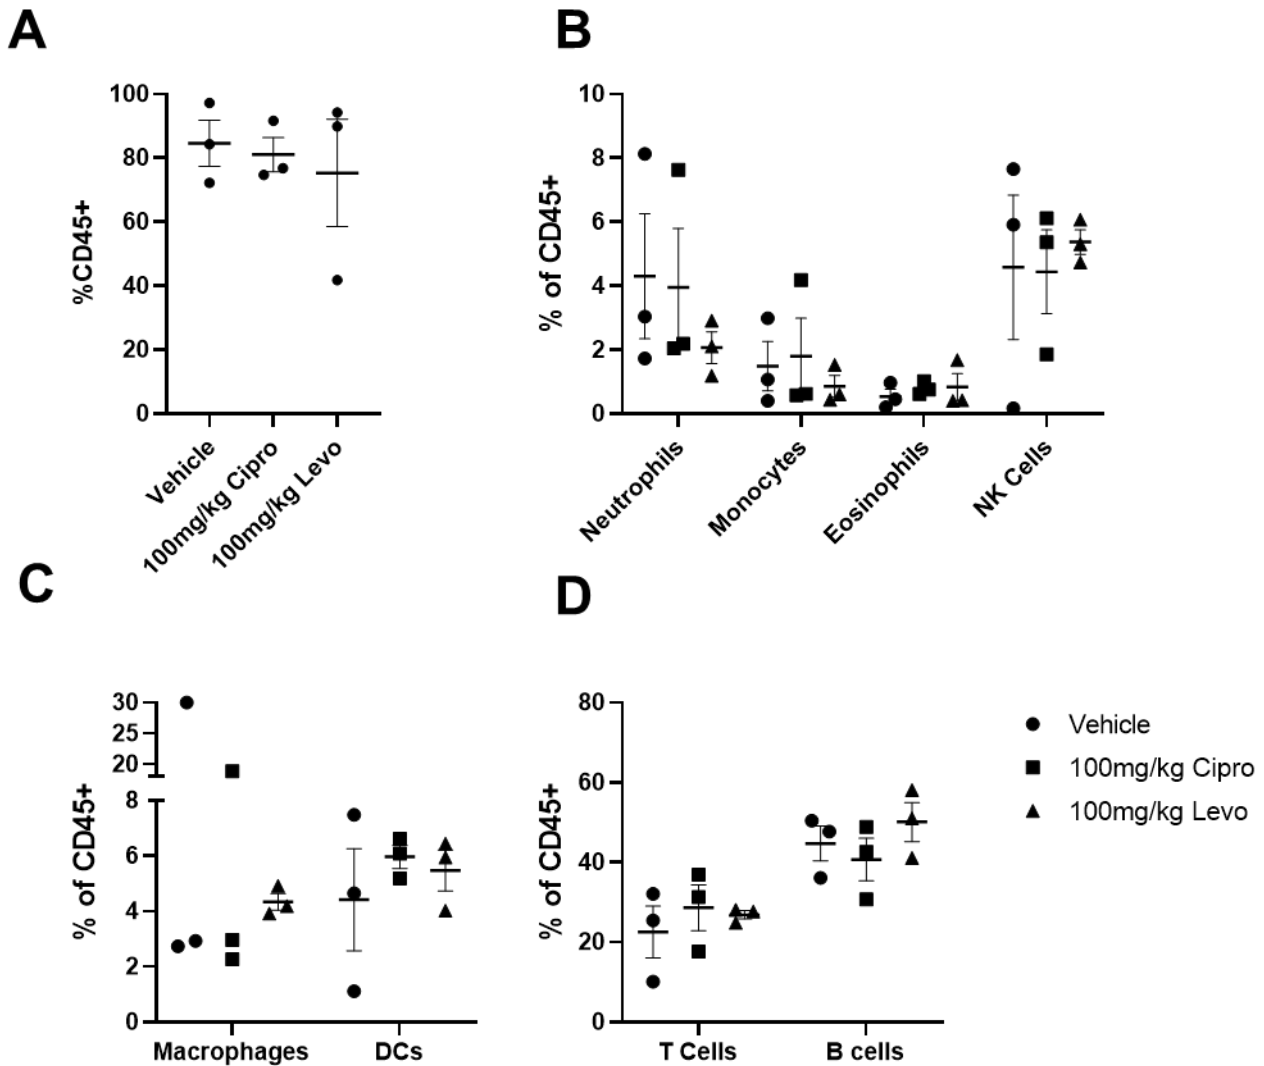 A
100
80
60
40
20
0
%CD45+
Vehicle
100mg/kg Cipro
100mg/kg Levo
B
10
8
6
4
2
0
% of CD45+
Neutrophils
Monocytes
Eosinophils
NK Cells
C
30
25
20
8
6
4
2
0
% of CD45+
Macrophages
DCs
D
80
60
40
20
0
% of CD45+
T Cells
B cells
Vehicle
100mg/kg Cipro
100mg/kg Levo